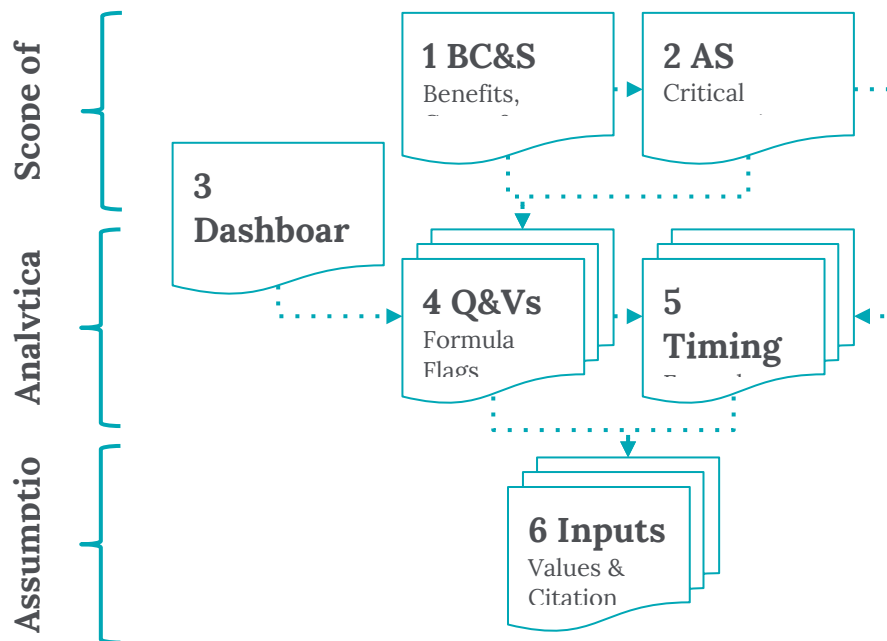 Scope of
1 BC&S
Benefits,
2 AS
Critical
3
Dashboar
Analytica
4 Q&Vs
Formula
Flags
5
Timing
Assumptio
6 Inputs
Values &
Citation